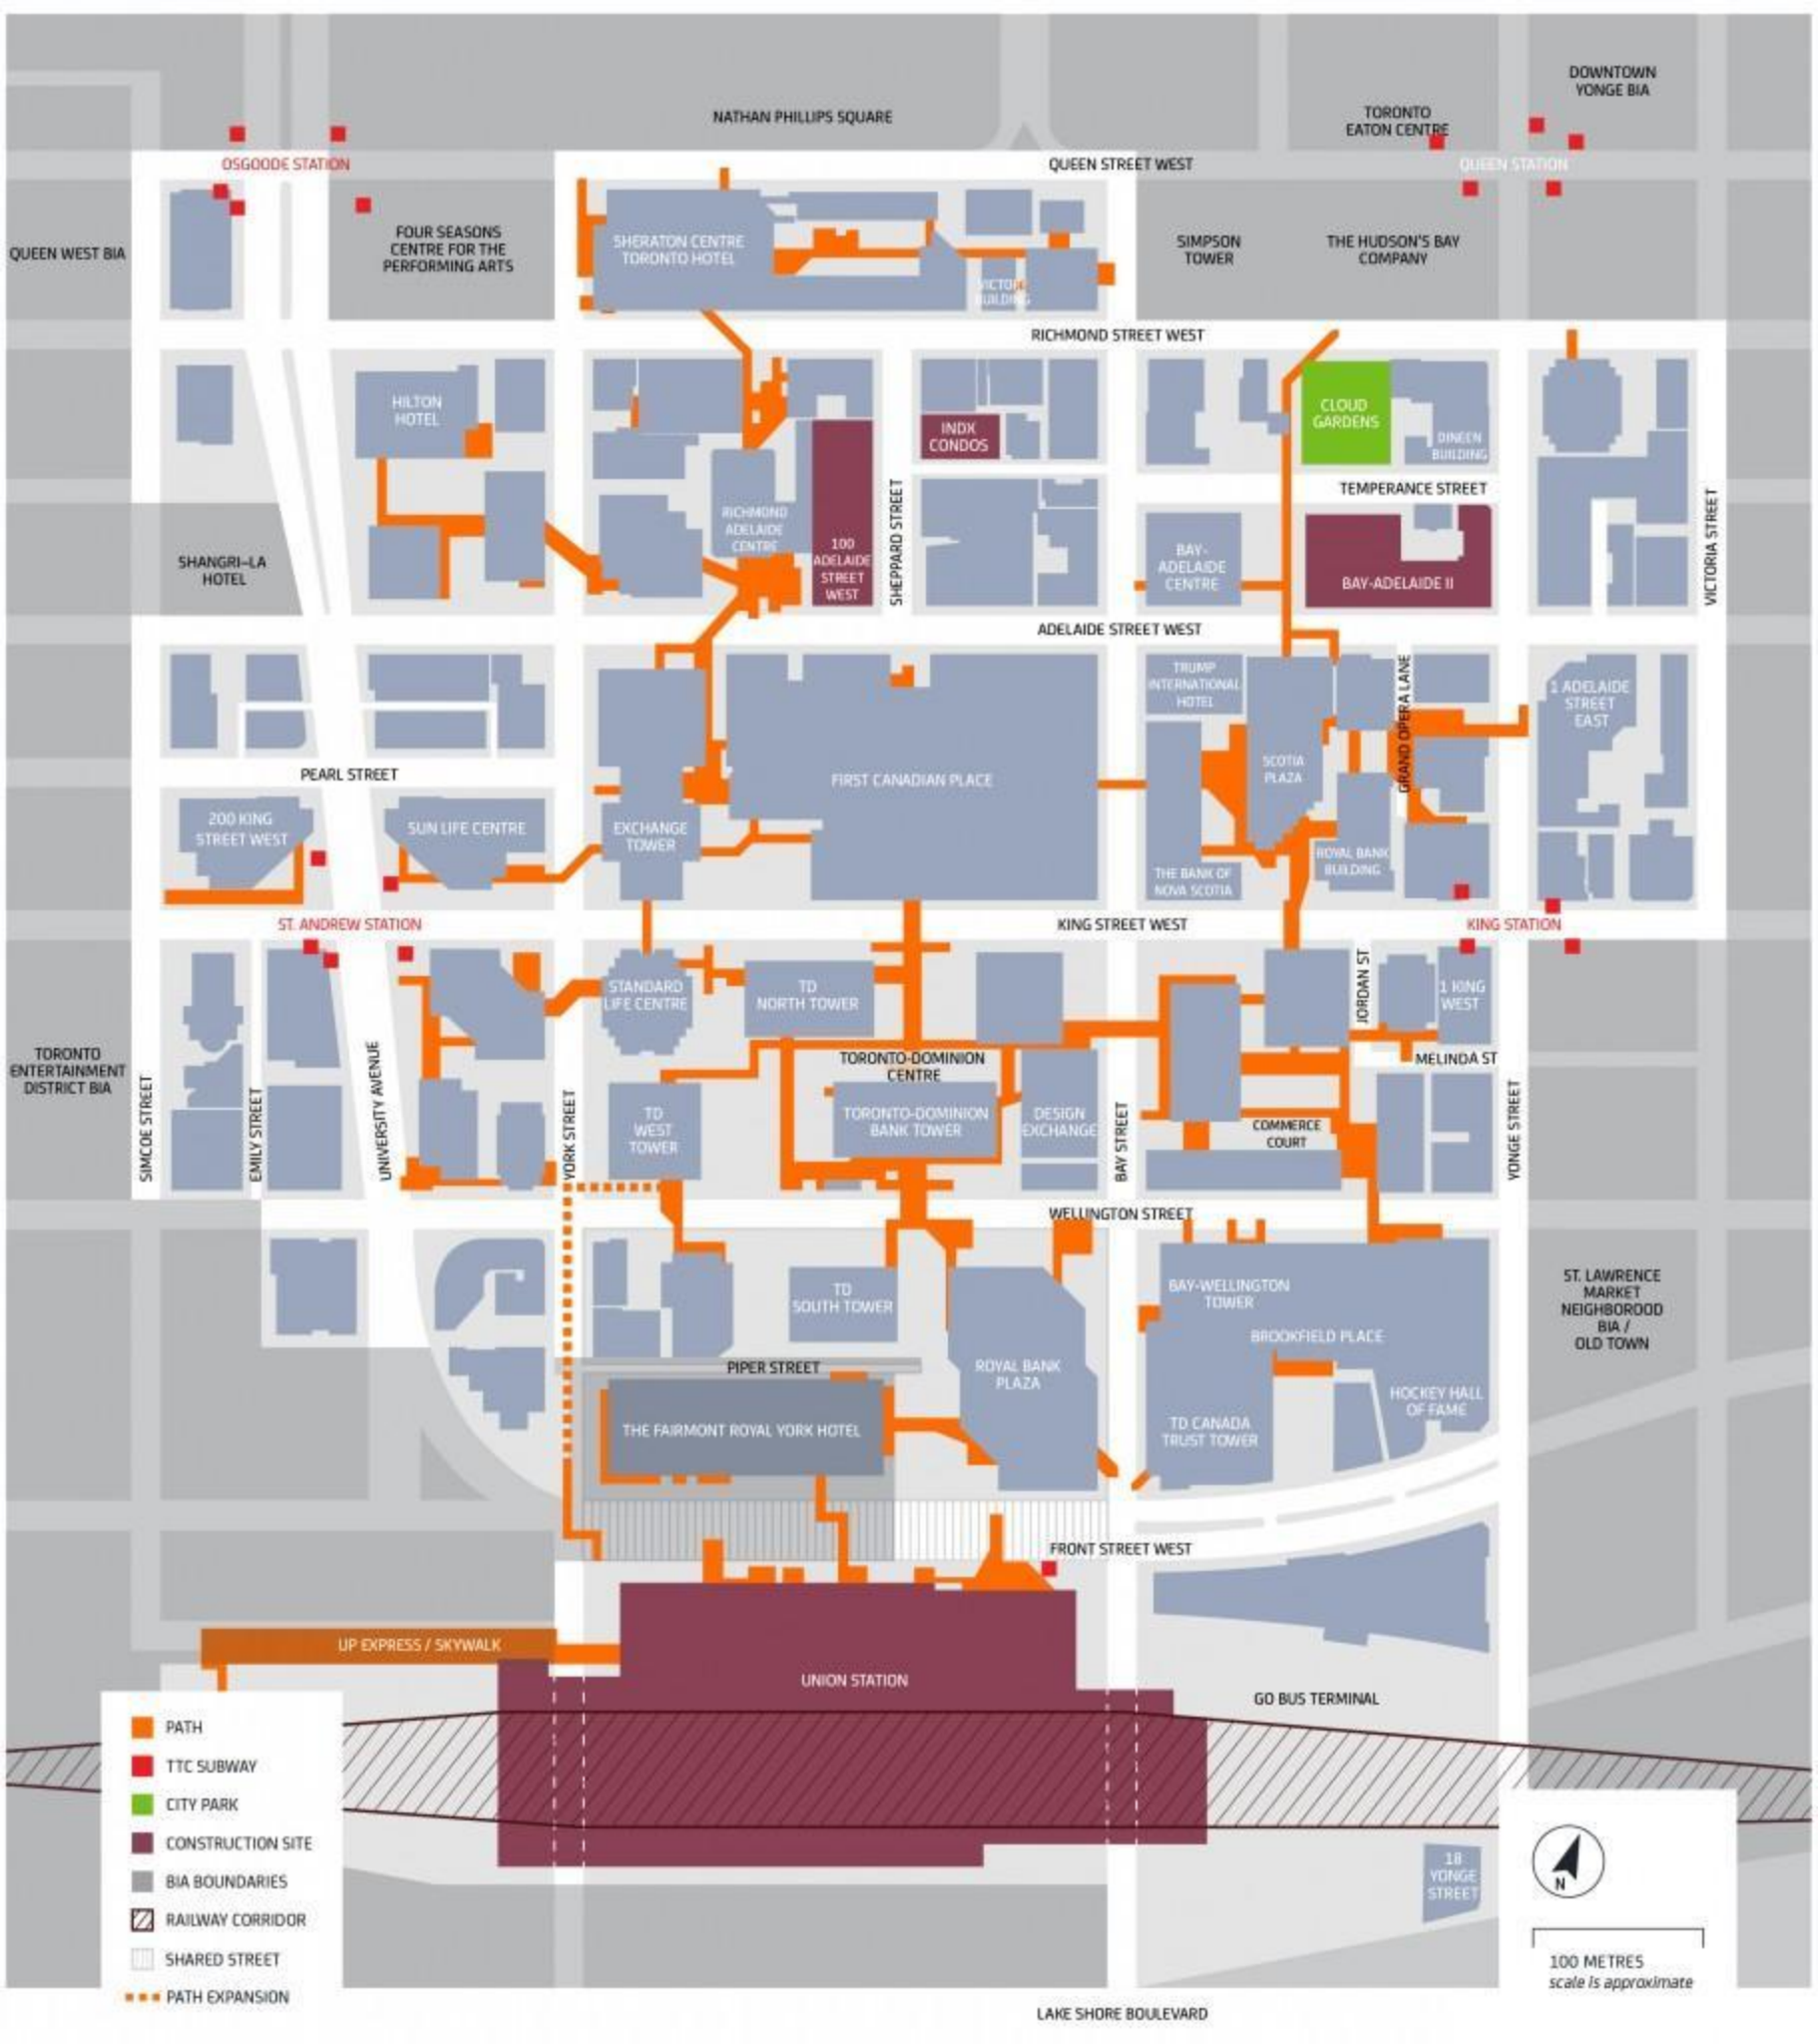 DOWNTOWN
YONGE BIA
NATHAN PHILLIPS SQUARE
TORONTO
EATON CENTRE
OSGOODE STATION
QUEEN STREET WEST
QUEEN STATION
QUEEN WEST BIA
FOUR SEASONS
CENTRE FOR THE
PERFORMING ARTS
SHERATON CENTRE
TORONTO HOTEL
SIMPSON
TOWER
THE HUDSON'S BAY
COMPANY
VICTORY
BUILDING
RICHMOND STREET WEST
HILTON
HOTEL
INDX
CONDOS
CLOUD
GARDENS
DINEEN
BUILDING
TEMPERANCE STREET
SHEPPARD STREET
VICTORIA STREET
RICHMOND
ADELAIDE
CENTRE
100
ADELAIDE
STREET
WEST
SHANGRI-LA
HOTEL
BAY-
ADELAIDE
CENTRE
BAY-ADELAIDE II
ADELAIDE STREET WEST
TRUMP
INTERNATIONAL
HOTEL
GRAND OPERA LANE
1 ADELAIDE
STREET
EAST
PEARL STREET
FIRST CANADIAN PLACE
SCOTIA
PLAZA
200 KING
STREET WEST
SUN LIFE CENTRE
EXCHANGE
TOWER
ROYAL BANK
BUILDING
THE BANK OF
NOVA SCOTIA
ST. ANDREW STATION
KING STREET WEST
KING STATION
STANDARD
LIFE CENTRE
TD
NORTH TOWER
JORDAN ST
1 KING
WEST
TORONTO
ENTERTAINMENT
DISTRICT BIA
SIMCOE STREET
EMILY STREET
UNIVERSITY AVENUE
YORK STREET
TORONTO-DOMINION
CENTRE
MELINDA ST
TD
WEST
TOWER
TORONTO-DOMINION
BANK TOWER
DESIGN
EXCHANGE
BAY STREET
COMMERCE
COURT
YONGE STREET
WELLINGTON STREET
TD
SOUTH TOWER
BAY-WELLINGTON
TOWER
BROOKFIELD PLACE
ST. LAWRENCE
MARKET
NEIGHBOROOD
BIA /
OLD TOWN
PIPER STREET
ROYAL BANK
PLAZA
HOCKEY HALL
OF FAME
THE FAIRMONT ROYAL YORK HOTEL
TD CANADA
TRUST TOWER
FRONT STREET WEST
UP EXPRESS / SKYWALK
UNION STATION
GO BUS TERMINAL
PATH
TTC SUBWAY
CITY PARK
CONSTRUCTION SITE
BIA BOUNDARIES
RAILWAY CORRIDOR
SHARED STREET
PATH EXPANSION
18
YONGE
STREET
N
100 METRES
scale is approximate
LAKE SHORE BOULEVARD